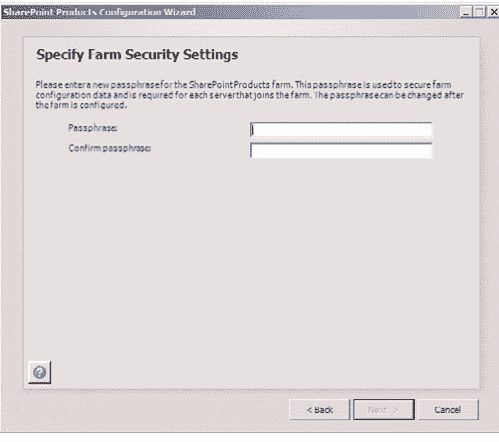 SharePoint Products Configuration Wizard
Specify Farm Security Settings
Please enter a new passphrase for the SharePoint Products farm. This passphrase is used to secure farm
configuration data and is required for each server that joins the farm. The passphrase can be changed after
the farm is configured.
Passphrase:
Confirm passphrase:
< Back
Next >
Cancel